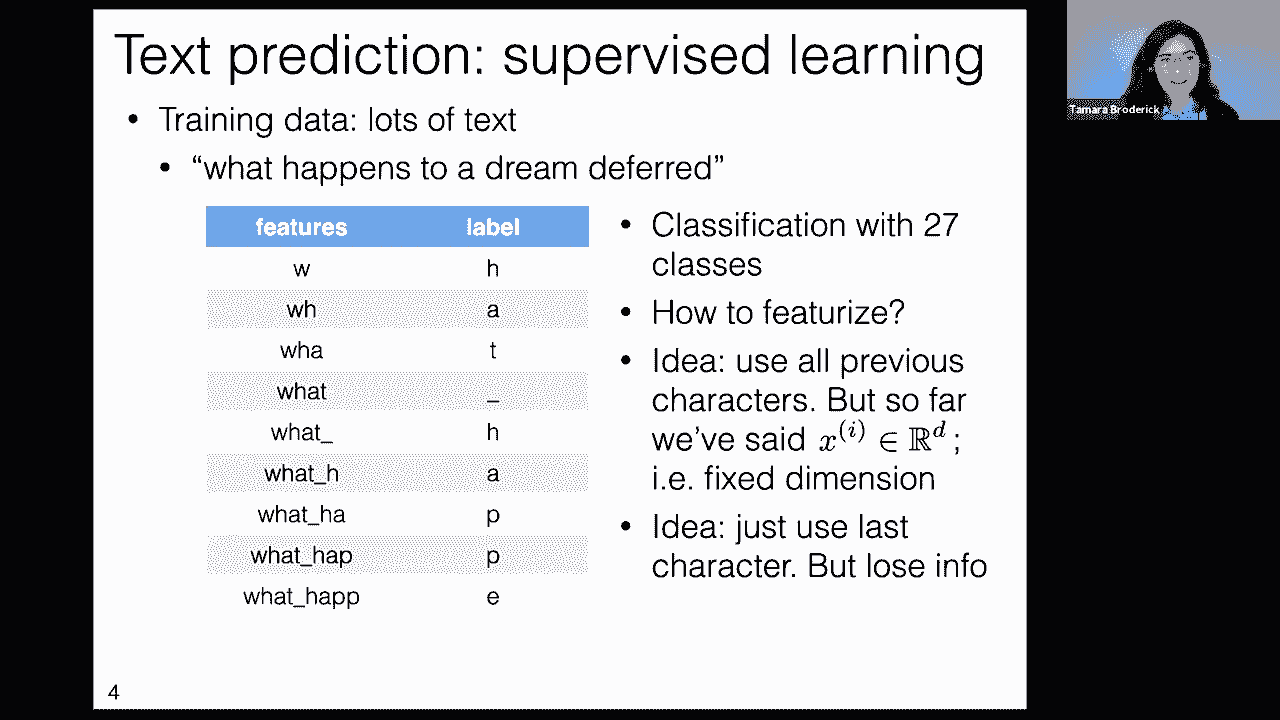 Text prediction: supervised learning
Tamara Broderick
• Training data: lots of text
• “what happens to a dream deferred”
features label
w h
wh a
wha t
what _
what_ h
what_h a
what_ha p
what_hap p
what_happ e
• Classification with 27
classes
• How to featurize?
• Idea: use all previous
characters. But so far
we’ve said x^{(i)} ∈ ℝ^d ;
i.e. fixed dimension
• Idea: just use last
character. But lose info
4